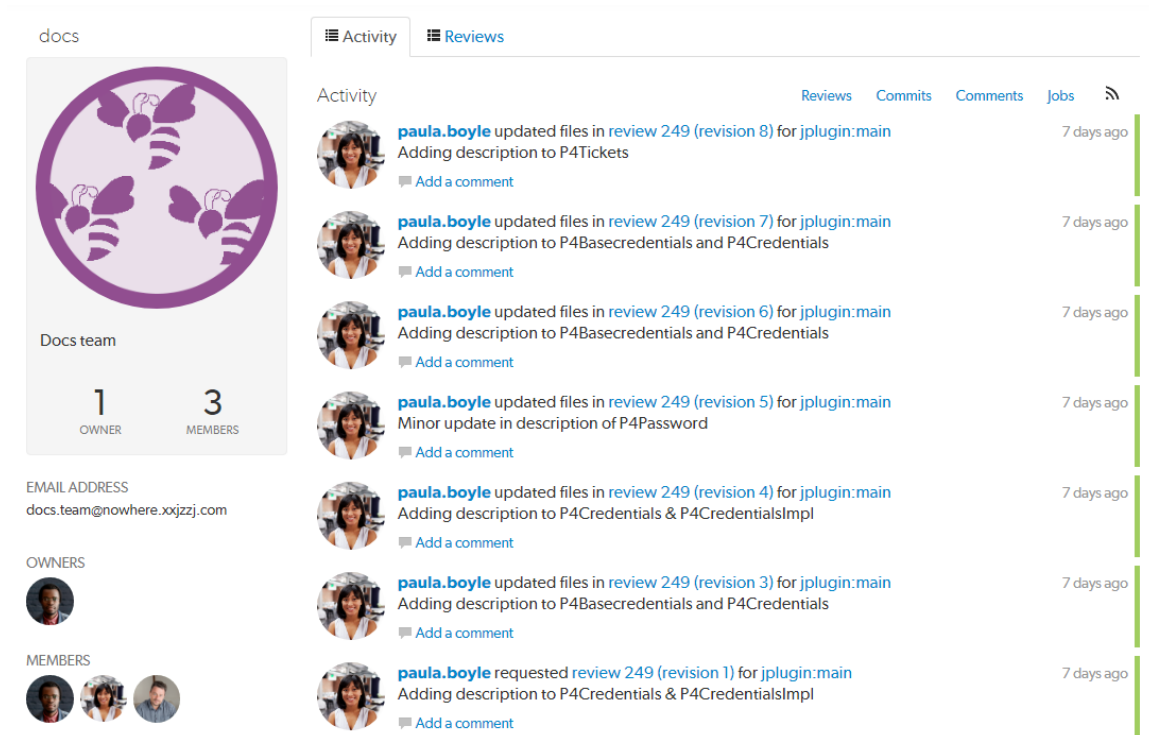 docs
Docs team
1
OWNER
3
MEMBERS
EMAIL ADDRESS
docs.team@nowhere.xxjzzj.com
OWNERS
MEMBERS
Activity
Reviews
Activity
Reviews Commits Comments Jobs
paula.boyle updated files in review 249 (revision 8) for jplugin:main 7 days ago
Adding description to P4Tickets
Add a comment
paula.boyle updated files in review 249 (revision 7) for jplugin:main 7 days ago
Adding description to P4Basecredentials and P4Credentials
Add a comment
paula.boyle updated files in review 249 (revision 6) for jplugin:main 7 days ago
Adding description to P4Basecredentials and P4Credentials
Add a comment
paula.boyle updated files in review 249 (revision 5) for jplugin:main 7 days ago
Minor update in description of P4Password
Add a comment
paula.boyle updated files in review 249 (revision 4) for jplugin:main 7 days ago
Adding description to P4Credentials & P4CredentialsImpl
Add a comment
paula.boyle updated files in review 249 (revision 3) for jplugin:main 7 days ago
Adding description to P4Basecredentials and P4Credentials
Add a comment
paula.boyle requested review 249 (revision 1) for jplugin:main 7 days ago
Adding description to P4Credentials & P4CredentialsImpl
Add a comment